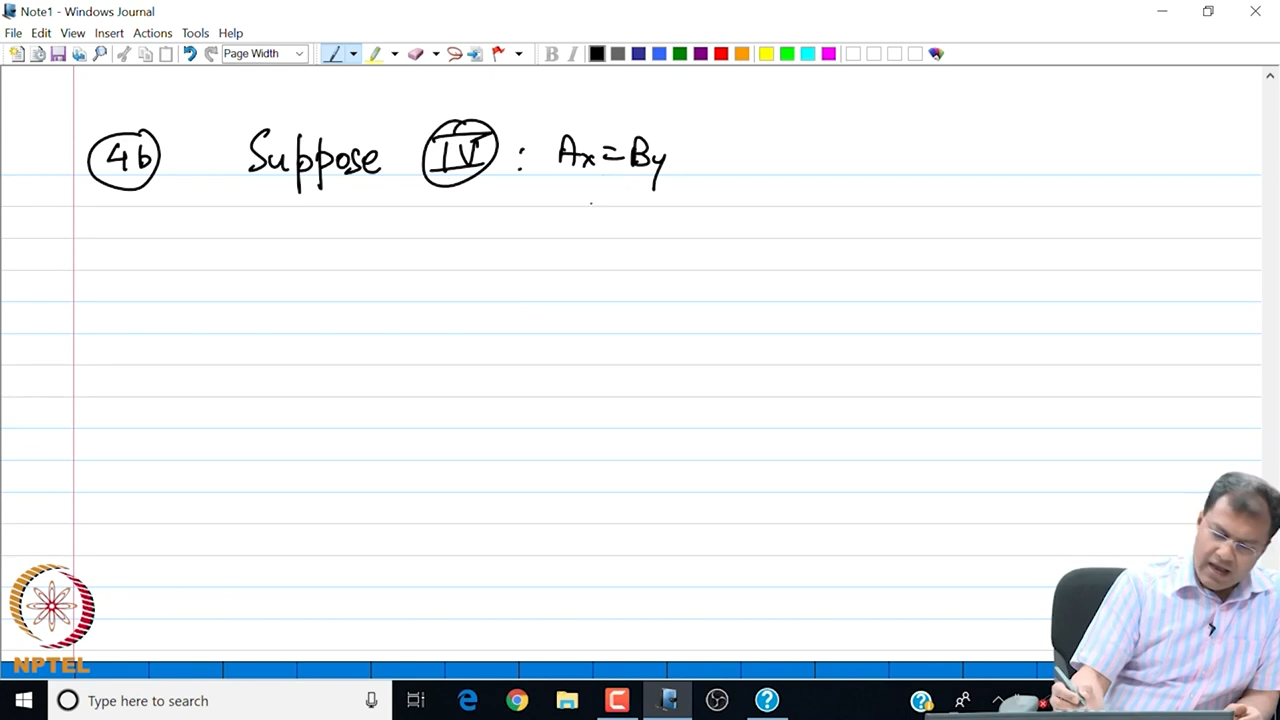 Note1 - Windows Journal
File Edit View Insert Actions Tools Help
Page Width
B I
4b Suppose IV : Ax = By
NPTEL
Type here to search